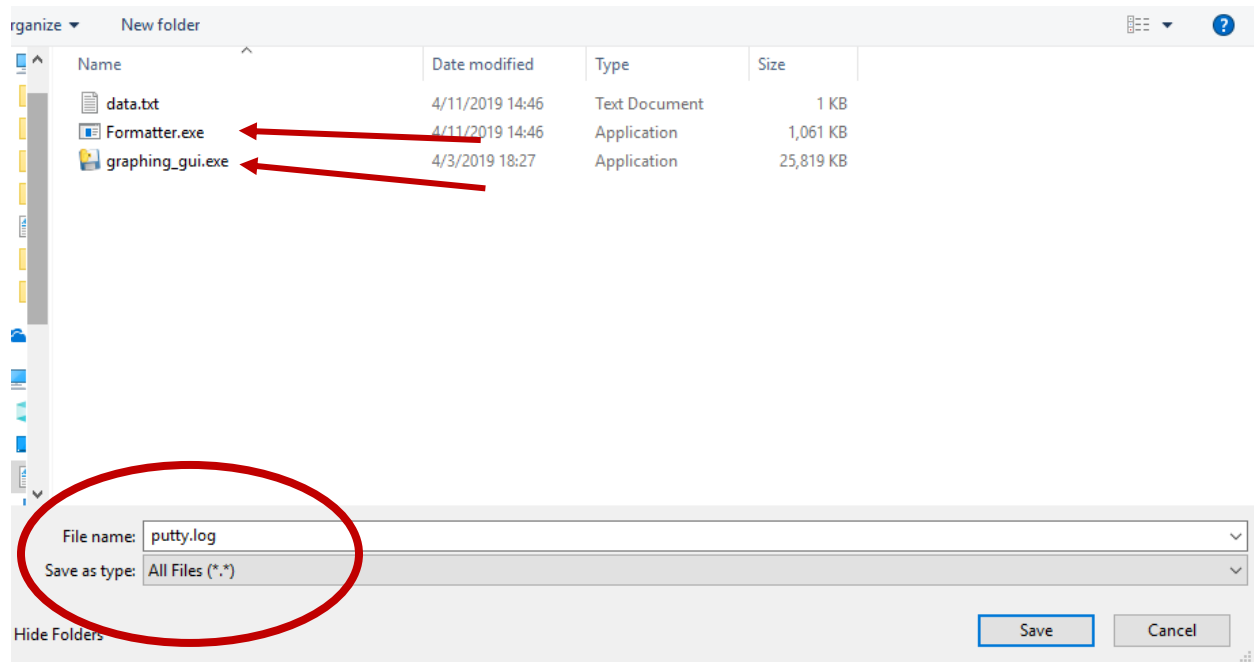 rganize New folder ?
Name Date modified Type Size
data.txt 4/11/2019 14:46 Text Document 1 KB
Formatter.exe 4/11/2019 14:46 Application 1,061 KB
graphing_gui.exe 4/3/2019 18:27 Application 25,819 KB
File name: putty.log
Save as type: All Files (*.*)
Hide Folders Save Cancel